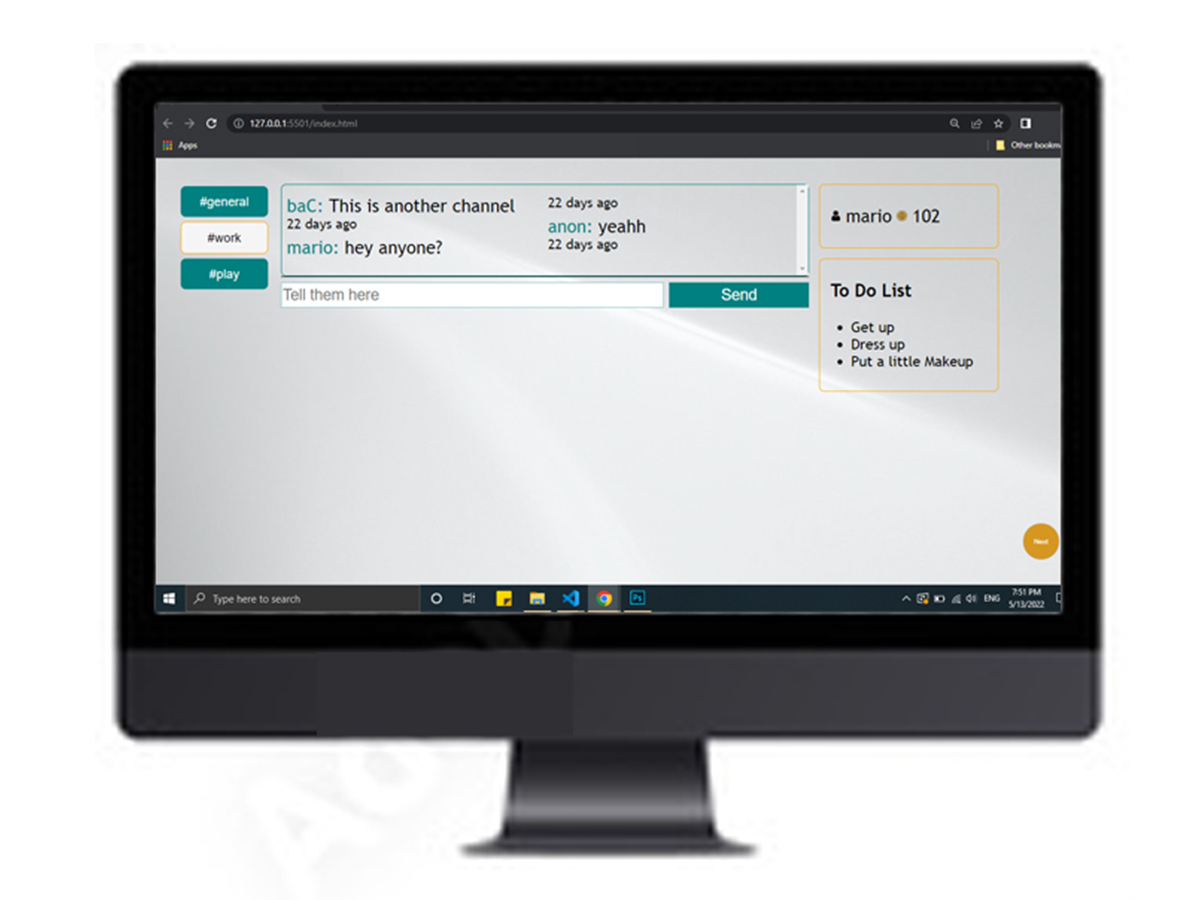 127.0.0.1:5501/index.html
Apps
Other bookm
#general
#work
#play
baC: This is another channel
22 days ago
mario: hey anyone?
22 days ago
anon: yeahh
22 days ago
Tell them here
Send
mario 102
To Do List
Get up
Dress up
Put a little Makeup
Next
Type here to search
Ps
ENG
7:51 PM
5/13/2022